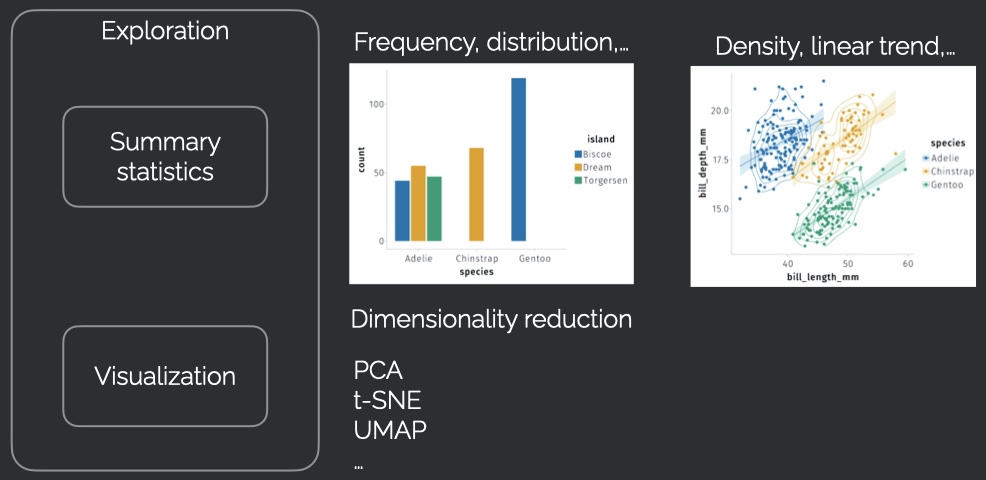 Exploration
Summary
statistics
Visualization
Frequency, distribution,...
100
50
0
count
Adelie
Chinstrap
Gentoo
species
island
Biscoe
Dream
Torgersen
Density, linear trend,...
20.0
17.5
15.0
bill_depth_mm
40
50
60
bill_length_mm
species
Adelie
Chinstrap
Gentoo
Dimensionality reduction
PCA
t-SNE
UMAP
...